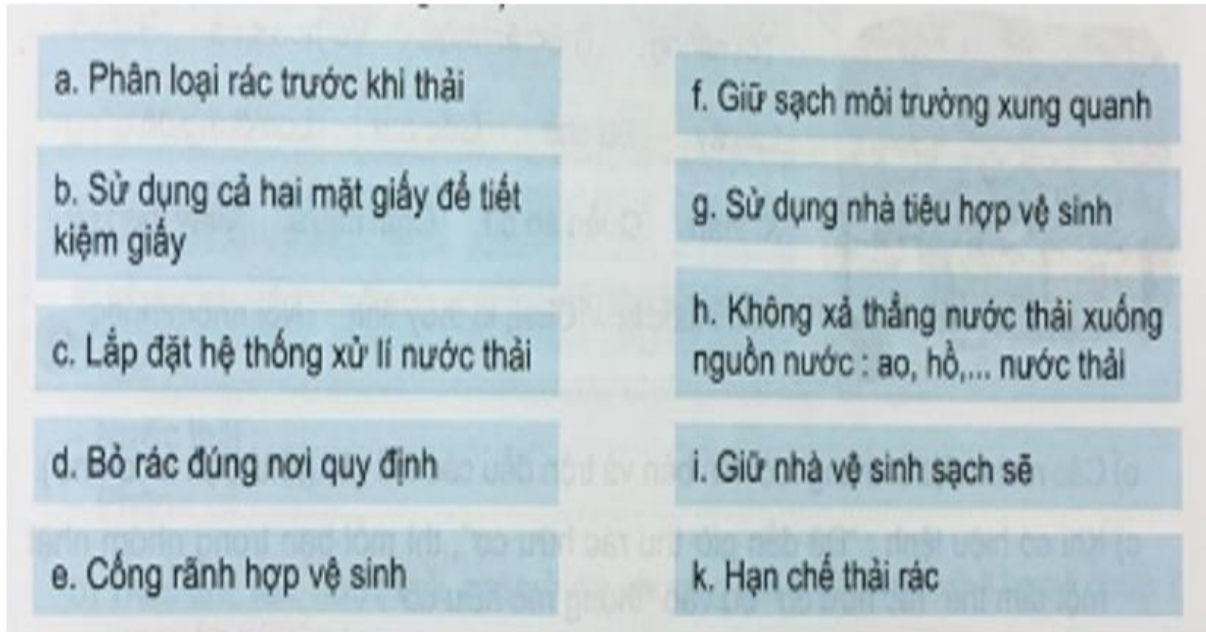 a. Phân loại rác trước khi thải
b. Sử dụng cả hai mặt giấy để tiết
kiệm giấy
c. Lắp đặt hệ thống xử lí nước thải
d. Bỏ rác đúng nơi quy định
e. Cống rãnh hợp vệ sinh
f. Giữ sạch môi trường xung quanh
g. Sử dụng nhà tiêu hợp vệ sinh
h. Không xả thẳng nước thải xuống
nguồn nước : ao, hồ,... nước thải
i. Giữ nhà vệ sinh sạch sẽ
k. Hạn chế thải rác